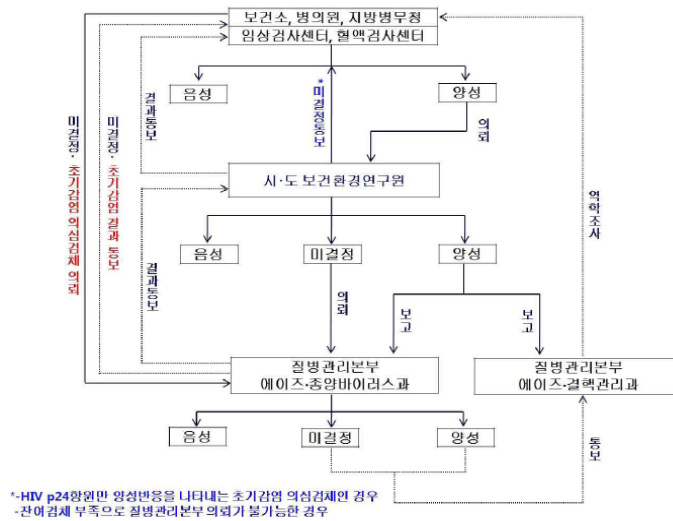 보건소, 병의원, 지방병무청
임상검사센터, 혈액검사센터
음성
양성
결과통보
*미결정통보
의뢰
미결정·초기감염 의심검체 의뢰
미결정·초기감염 결과 통보
시·도 보건환경연구원
역학조사
음성
미결정
양성
결과통보
의뢰
보고
보고
질병관리본부
에이즈·종양바이러스과
질병관리본부
에이즈·결핵관리과
음성
미결정
양성
통보
*-HIV p24항원만 양성반응을 나타내는 초기감염 의심검체인 경우
-잔여검체 부족으로 질병관리본부 의뢰가 불가능한 경우